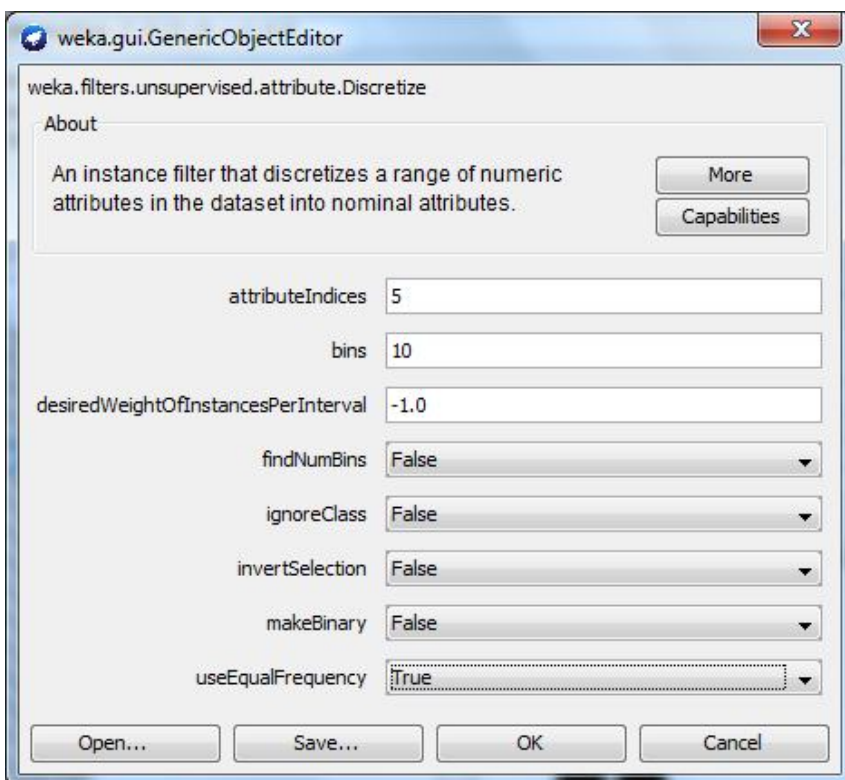 weka.gui.GenericObjectEditor
weka.filters.unsupervised.attribute.Discretize
About
An instance filter that discretizes a range of numeric
attributes in the dataset into nominal attributes.
More
Capabilities
attributeIndices 5
bins 10
desiredWeightOfInstancesPerInterval -1.0
findNumBins False
ignoreClass False
invertSelection False
makeBinary False
useEqualFrequency True
Open... Save... OK Cancel